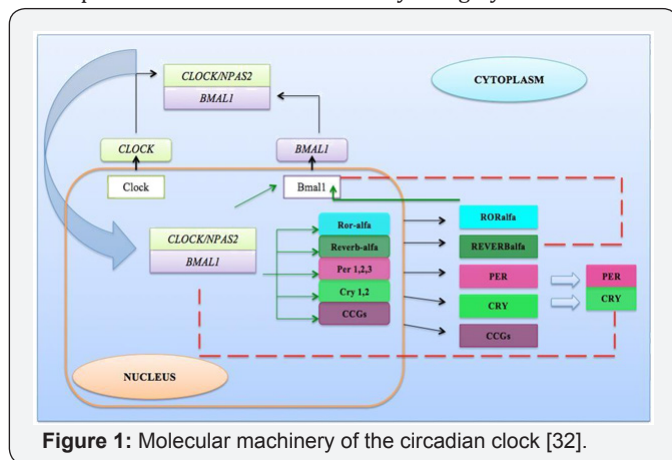 CLOCK/NPAS2
BMAL1
CYTOPLASM
CLOCK
BMAL1
Clock
Bmal1
CLOCK/NPAS2
BMAL1
Ror-alfa
Reverb-alfa
Per 1,2,3
Cry 1,2
CCGs
RORalfa
REVERBalfa
PER
CRY
CCGs
PER
CRY
NUCLEUS
Figure 1: Molecular machinery of the circadian clock [32].